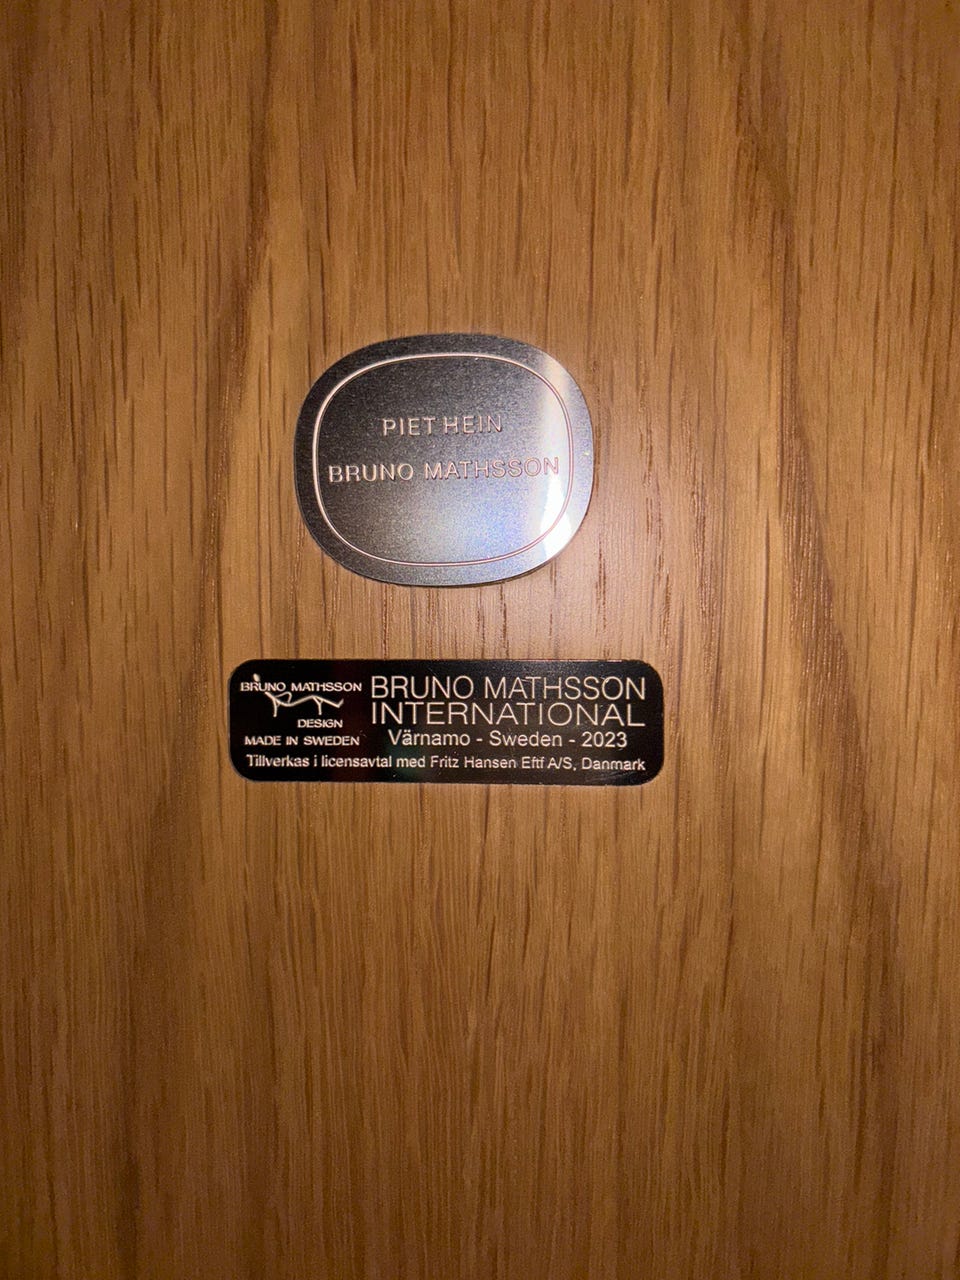 PIET HEIN
BRUNO MATHSSON
BRUNO MATHSSON
DESIGN
MADE IN SWEDEN
BRUNO MATHSSON
INTERNATIONAL
Värnamo - Sweden - 2023
Tillverkas i licensavtal med Fritz Hansen Eftf A/S, Danmark